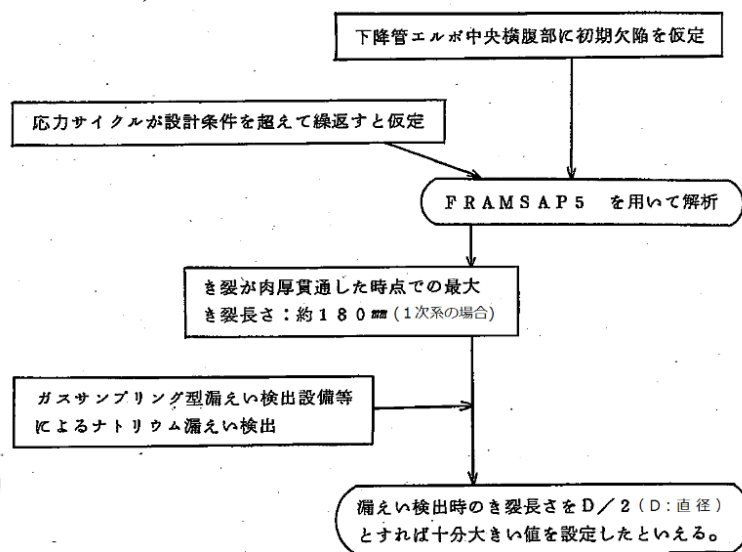 下降管エルボ中央横腹部に初期欠陥を仮定
応力サイクルが設計条件を超えて繰返すと仮定
FRAMSAP5 を用いて解析
き裂が肉厚貫通した時点での最大
き裂長さ：約180㎜(1次系の場合)
ガスサンプリング型漏えい検出設備等
によるナトリウム漏えい検出
漏えい検出時のき裂長さをD／2(D:直径)
とすれば十分大きい値を設定したといえる。